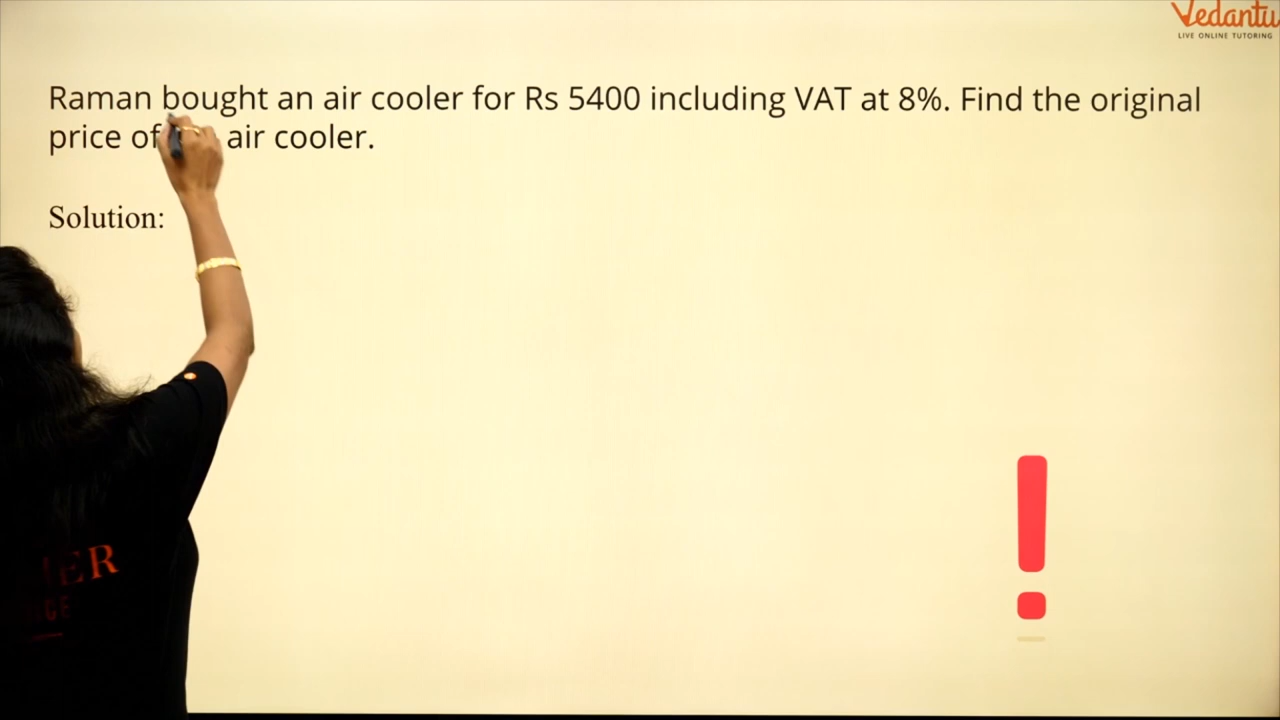 Vedantu
LIVE ONLINE TUTORING
Raman bought an air cooler for Rs 5400 including VAT at 8%. Find the original
price of air cooler.
Solution:
ER